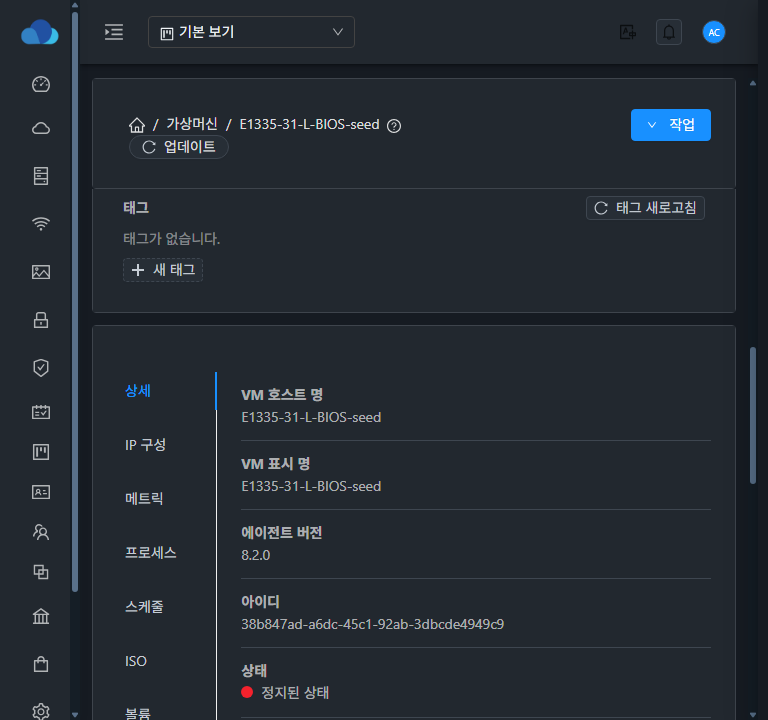 기본 보기
AC
/ 가상머신 / E1335-31-L-BIOS-seed
작업
업데이트
태그
태그 새로고침
태그가 없습니다.
새 태그
상세
IP 구성
메트릭
프로세스
스케줄
ISO
볼륨
VM 호스트 명
E1335-31-L-BIOS-seed
VM 표시 명
E1335-31-L-BIOS-seed
에이전트 버전
8.2.0
아이디
38b847ad-a6dc-45c1-92ab-3dbcde4949c9
상태
정지된 상태